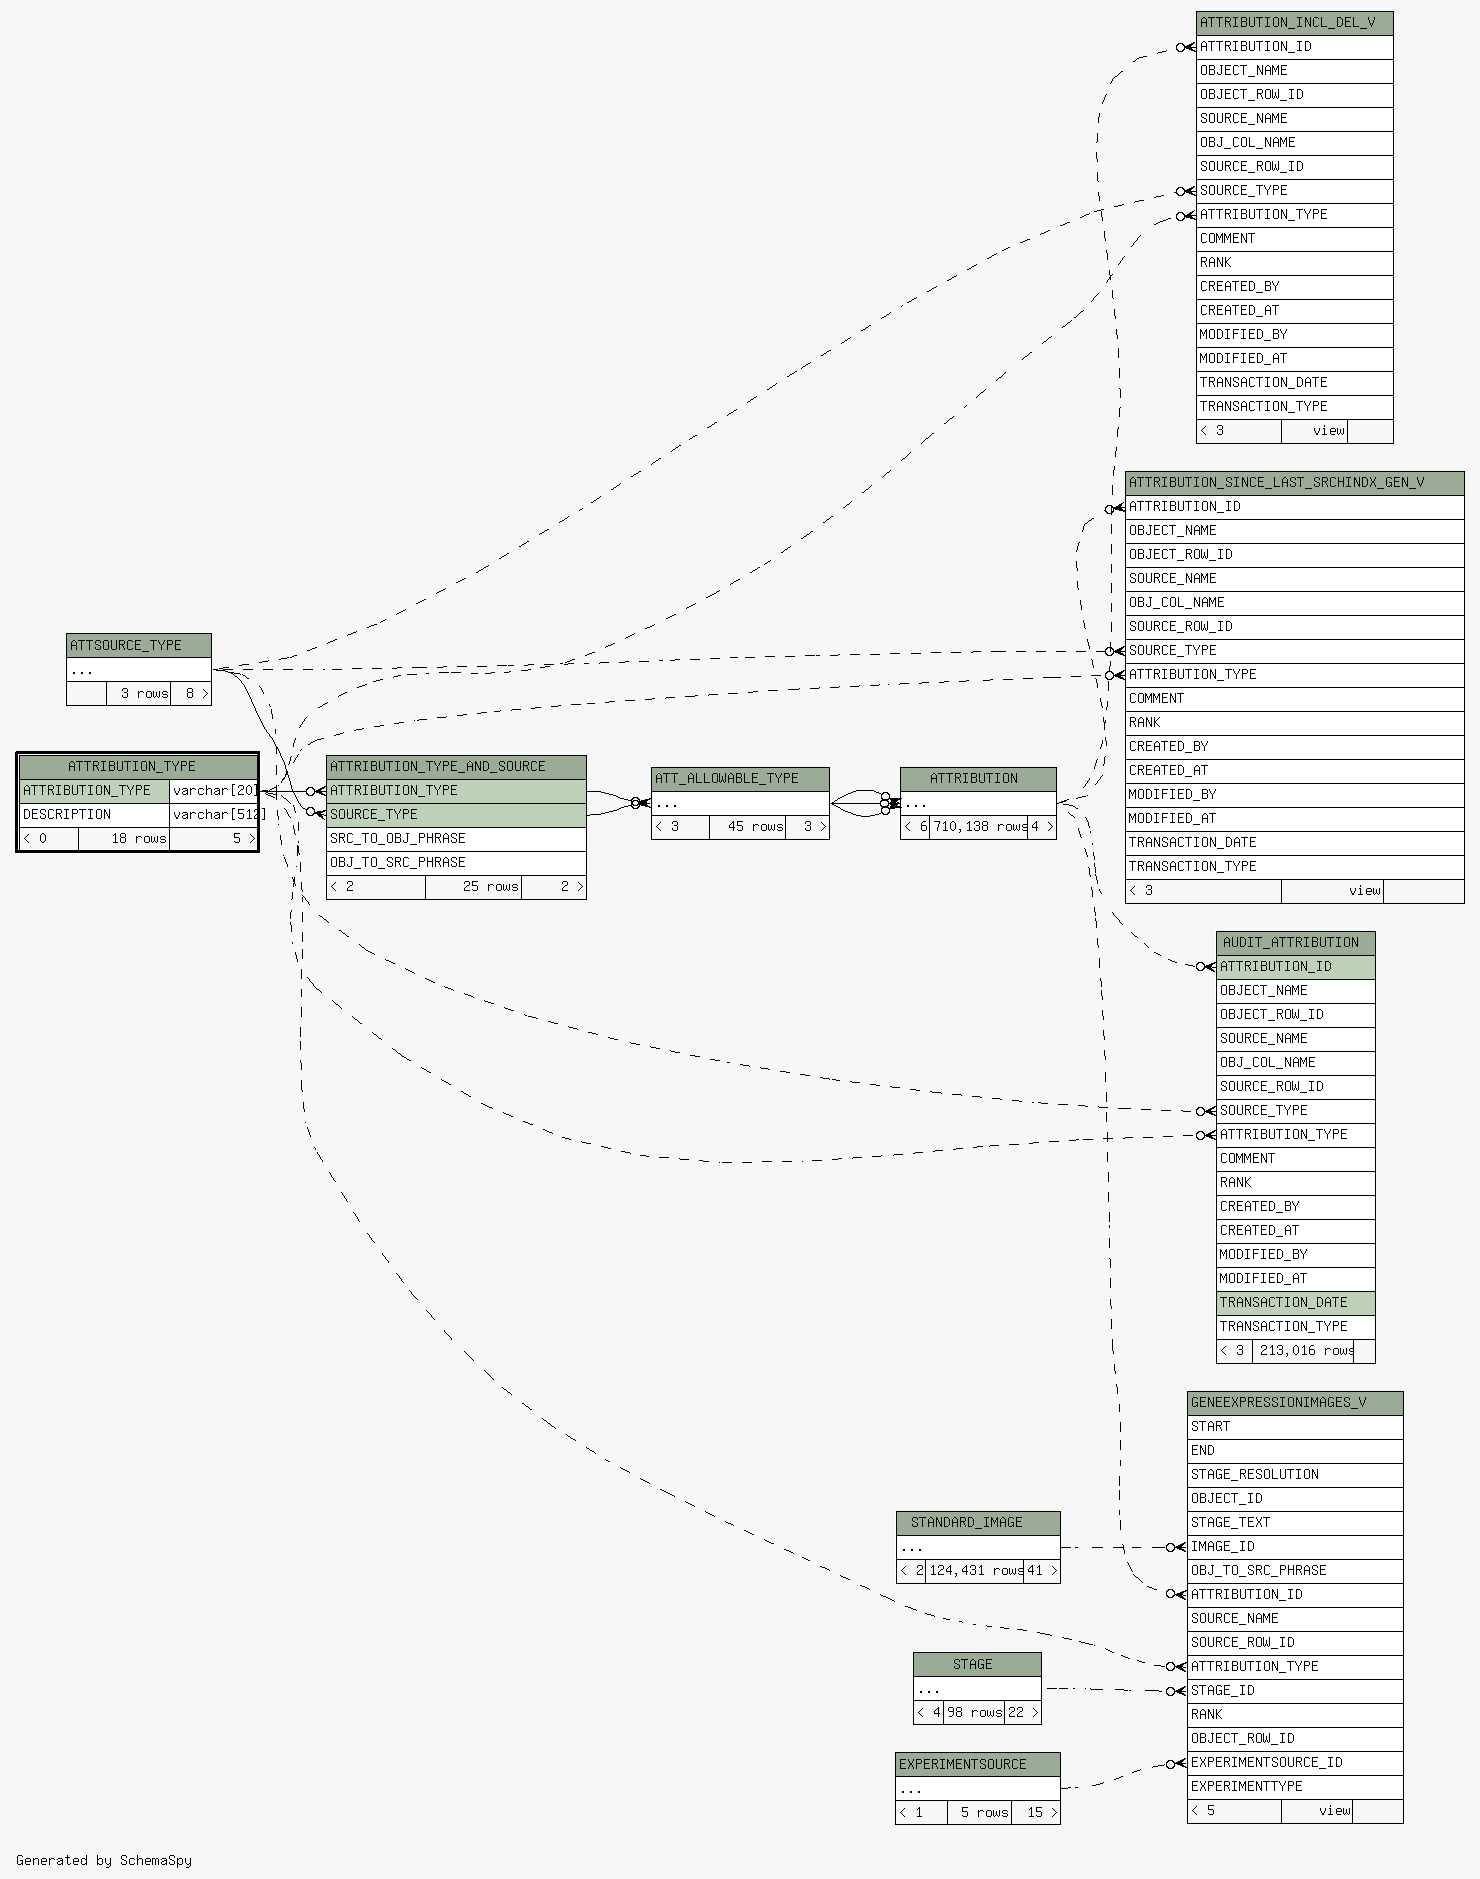 ATTRIBUTION_INCL_DEL_V
ATTRIBUTION_ID
OBJECT_NAME
OBJECT_ROW_ID
SOURCE_NAME
OBJ_COL_NAME
SOURCE_ROW_ID
SOURCE_TYPE
ATTRIBUTION_TYPE
COMMENT
RANK
CREATED_BY
CREATED_AT
MODIFIED_BY
MODIFIED_AT
TRANSACTION_DATE
TRANSACTION_TYPE
< 3 view
ATTRIBUTION_SINCE_LAST_SRCHINDX_GEN_V
ATTRIBUTION_ID
OBJECT_NAME
OBJECT_ROW_ID
SOURCE_NAME
OBJ_COL_NAME
SOURCE_ROW_ID
SOURCE_TYPE
ATTRIBUTION_TYPE
COMMENT
RANK
CREATED_BY
CREATED_AT
MODIFIED_BY
MODIFIED_AT
TRANSACTION_DATE
TRANSACTION_TYPE
< 3 view
ATTSOURCE_TYPE
...
3 rows 8 >
ATTRIBUTION_TYPE
ATTRIBUTION_TYPE varchar[20]
DESCRIPTION varchar[512]
< 0 18 rows 5 >
ATTRIBUTION_TYPE_AND_SOURCE
ATTRIBUTION_TYPE
SOURCE_TYPE
SRC_TO_OBJ_PHRASE
OBJ_TO_SRC_PHRASE
< 2 25 rows 2 >
ATT_ALLOWABLE_TYPE
...
< 3 45 rows 3 >
ATTRIBUTION
...
< 6 710,138 rows 4 >
AUDIT_ATTRIBUTION
ATTRIBUTION_ID
OBJECT_NAME
OBJECT_ROW_ID
SOURCE_NAME
OBJ_COL_NAME
SOURCE_ROW_ID
SOURCE_TYPE
ATTRIBUTION_TYPE
COMMENT
RANK
CREATED_BY
CREATED_AT
MODIFIED_BY
MODIFIED_AT
TRANSACTION_DATE
TRANSACTION_TYPE
< 3 213,016 rows
GENEEXPRESSIONIMAGES_V
START
END
STAGE_RESOLUTION
OBJECT_ID
STAGE_TEXT
IMAGE_ID
OBJ_TO_SRC_PHRASE
ATTRIBUTION_ID
SOURCE_NAME
SOURCE_ROW_ID
ATTRIBUTION_TYPE
STAGE_ID
RANK
OBJECT_ROW_ID
EXPERIMENTSOURCE_ID
EXPERIMENTTYPE
< 5 view
STANDARD_IMAGE
...
< 2 124,431 rows 41 >
STAGE
...
< 4 98 rows 22 >
EXPERIMENTSOURCE
...
< 1 5 rows 15 >
Generated by SchemaSpy